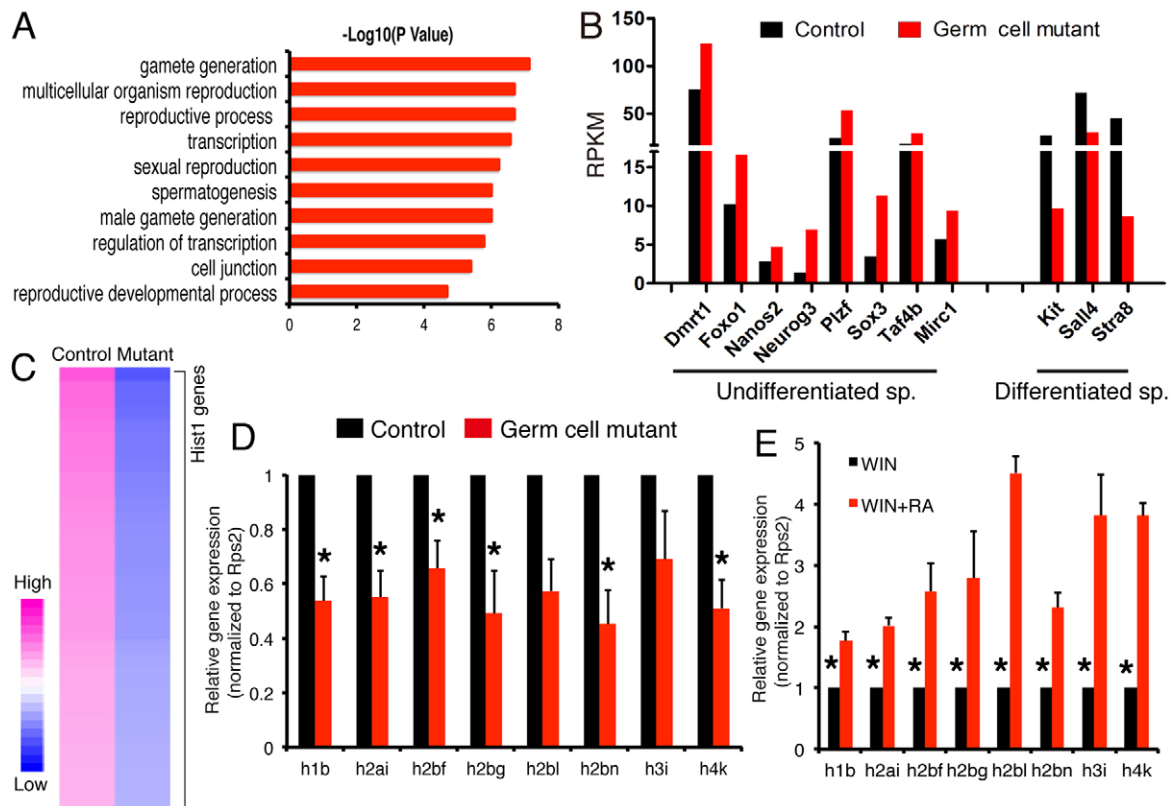 A
-Log10(P Value)
gamete generation
multicellular organism reproduction
reproductive process
transcription
sexual reproduction
spermatogenesis
male gamete generation
regulation of transcription
cell junction
reproductive developmental process
0 2 4 6 8
B
Control Germ cell mutant
RPKM
150
100
50
15
10
5
0
Dmrt1 Foxo1 Nanos2 Neurog3 Plzf Sox3 Taf4b Mirc1 Kit Sall4 Stra8
Undifferentiated sp. Differentiated sp.
C
Control Mutant
Hist1 genes
High
Low
D
Control Germ cell mutant
Relative gene expression
(normalized to Rps2)
1
0.8
0.6
0.4
0.2
0
* * * * * *
h1b h2ai h2bf h2bg h2bl h2bn h3i h4k
E
WIN
WIN+RA
Relative gene expression
(normalized to Rps2)
5
4
3
2
1
0
* * * * * * * *
h1b h2ai h2bf h2bg h2bl h2bn h3i h4k